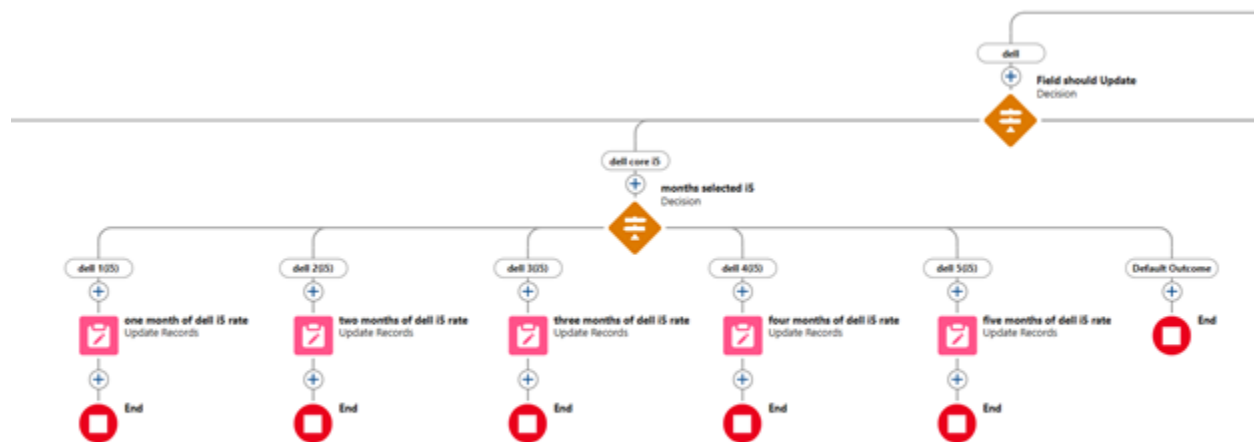 dell
Field should Update
Decision
dell core i5
months selected i5
Decision
dell 1(i5)
dell 2(i5)
dell 3(i5)
dell 4(i5)
dell 5(i5)
Default Outcome
one month of dell i5 rate
Update Records
two months of dell i5 rate
Update Records
three months of dell i5 rate
Update Records
four months of dell i5 rate
Update Records
five months of dell i5 rate
Update Records
End
End
End
End
End
End